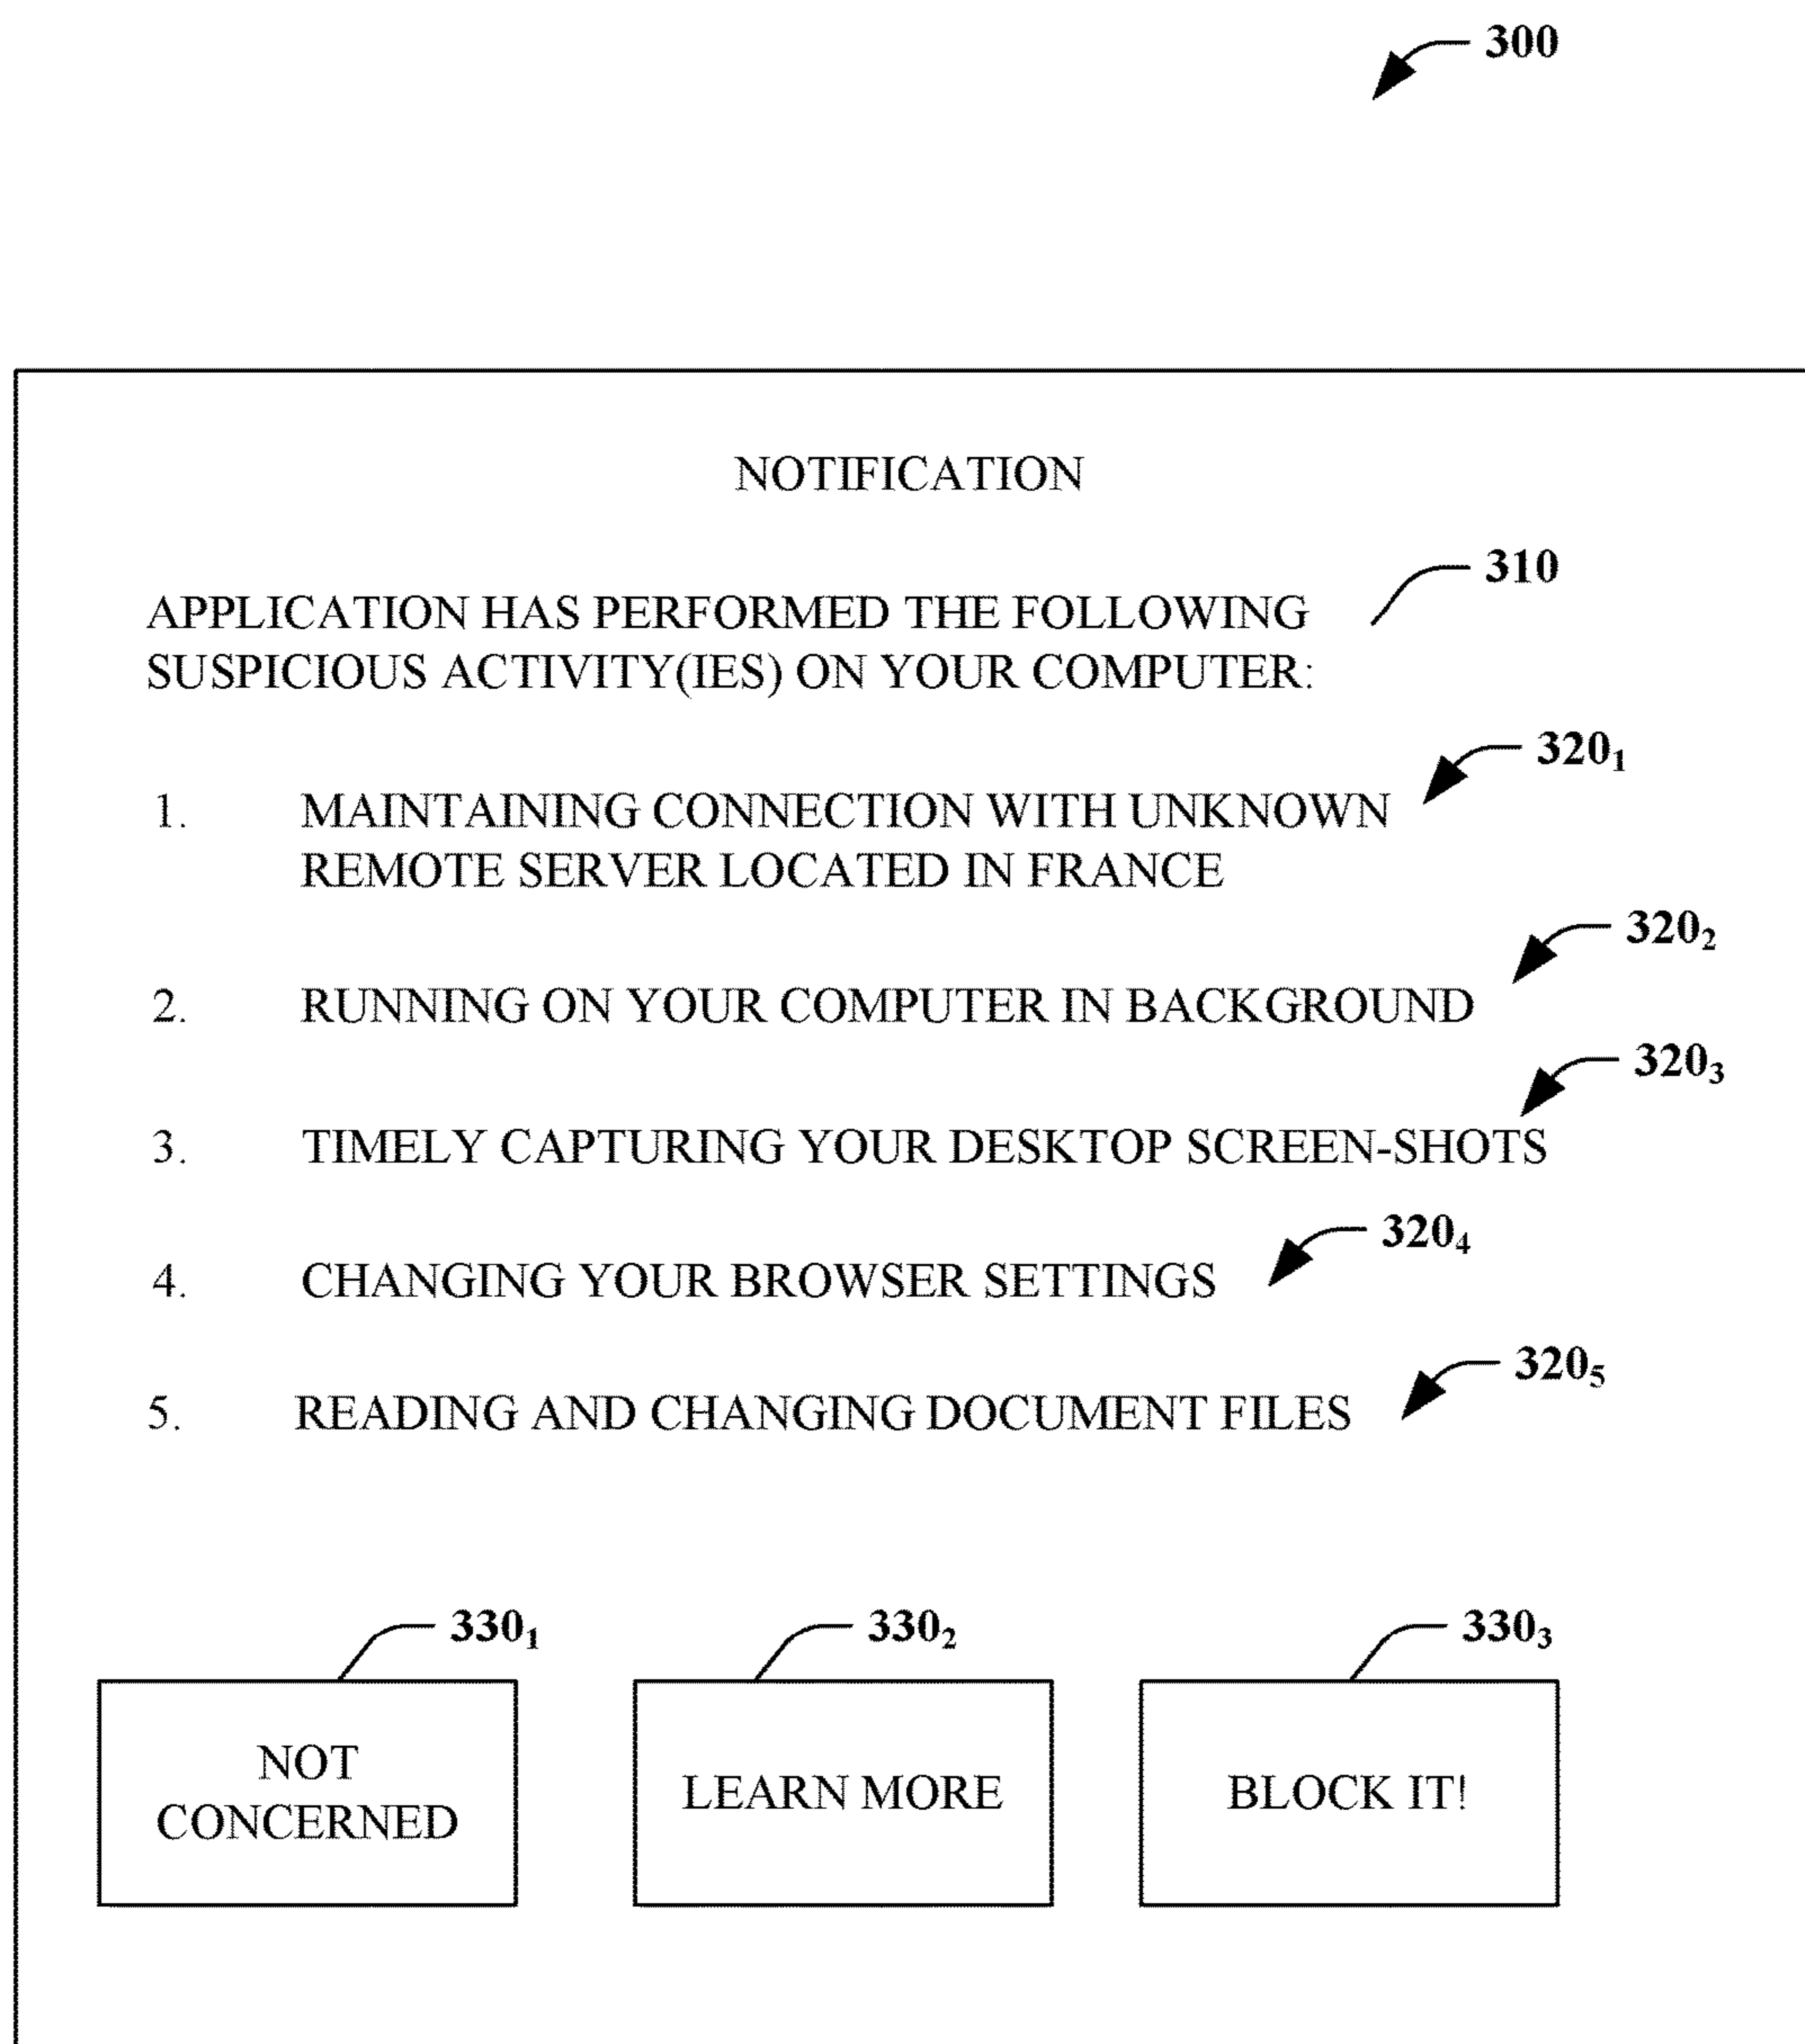 300
NOTIFICATION
310
APPLICATION HAS PERFORMED THE FOLLOWING
SUSPICIOUS ACTIVITY(IES) ON YOUR COMPUTER:
320₁
1. MAINTAINING CONNECTION WITH UNKNOWN
REMOTE SERVER LOCATED IN FRANCE
320₂
2. RUNNING ON YOUR COMPUTER IN BACKGROUND
320₃
3. TIMELY CAPTURING YOUR DESKTOP SCREEN-SHOTS
320₄
4. CHANGING YOUR BROWSER SETTINGS
320₅
5. READING AND CHANGING DOCUMENT FILES
330₁
330₂
330₃
NOT
CONCERNED
LEARN MORE
BLOCK IT!